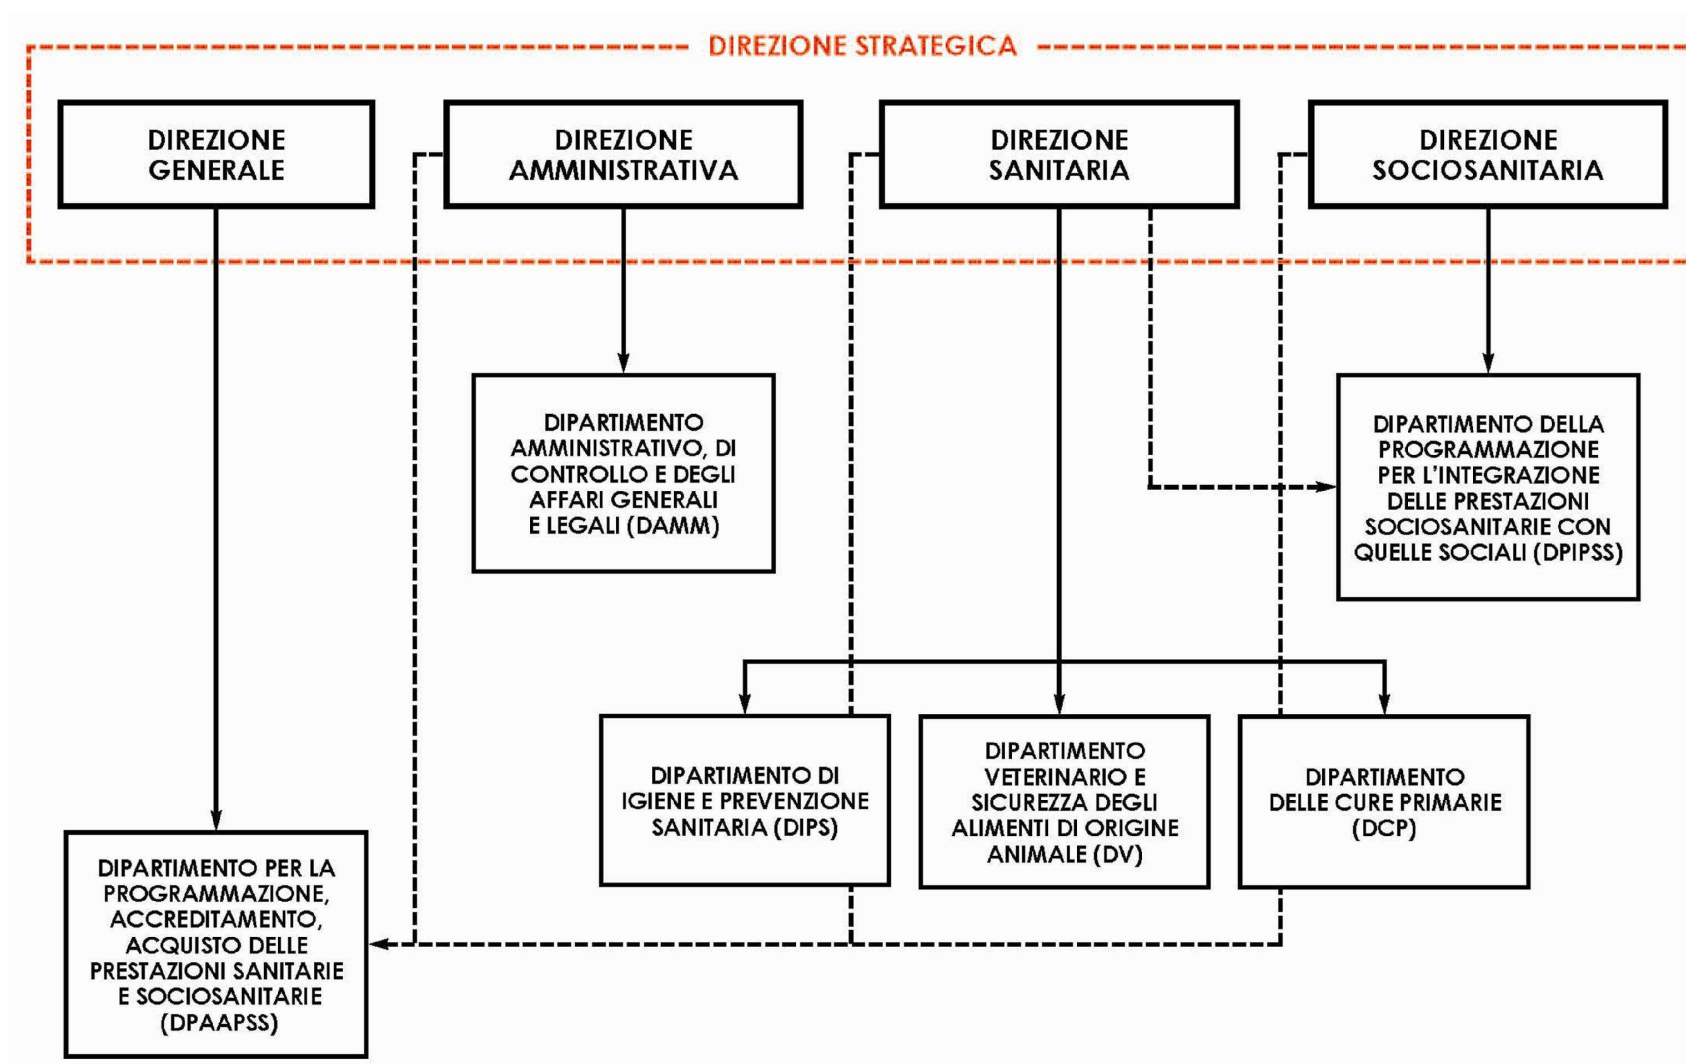 DIREZIONE STRATEGICA
DIREZIONE
GENERALE
DIREZIONE
AMMINISTRATIVA
DIREZIONE
SANITARIA
DIREZIONE
SOCIOSANITARIA
DIPARTIMENTO
AMMINISTRATIVO, DI
CONTROLLO E DEGLI
AFFARI GENERALI
E LEGALI (DAMM)
DIPARTIMENTO DELLA
PROGRAMMAZIONE
PER L'INTEGRAZIONE
DELLE PRESTAZIONI
SOCIOSANITARIE CON
QUELLE SOCIALI (DPIPSS)
DIPARTIMENTO DI
IGIENE E PREVENZIONE
SANITARIA (DIPS)
DIPARTIMENTO
VETERINARIO E
SICUREZZA DEGLI
ALIMENTI DI ORIGINE
ANIMALE (DV)
DIPARTIMENTO
DELLE CURE PRIMARIE
(DCP)
DIPARTIMENTO PER LA
PROGRAMMAZIONE,
ACCREDITAMENTO,
ACQUISTO DELLE
PRESTAZIONI SANITARIE
E SOCIOSANITARIE
(DPAAPSS)